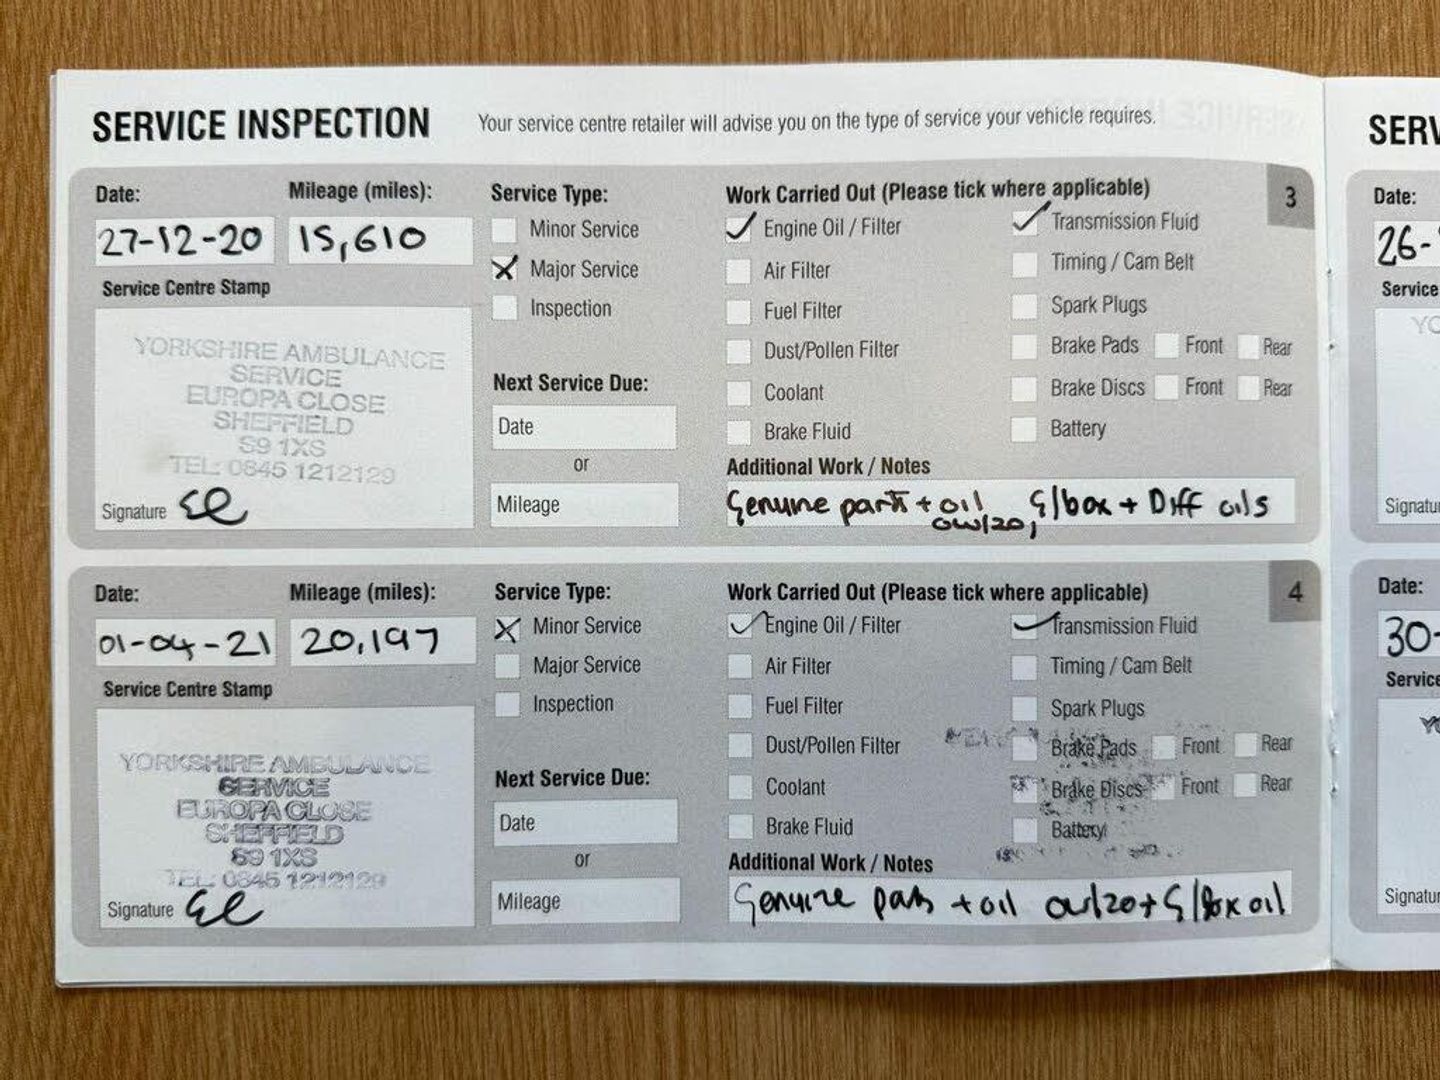 SERVICE INSPECTION
Your service centre retailer will advise you on the type of service your vehicle requires.
3
Date:
27-12-20
Mileage (miles):
15,610
Service Centre Stamp
YORKSHIRE AMBULANCE
SERVICE
EUROPA CLOSE
SHEFFIELD
S9 1XS
TEL: 0845 1212129
Signature
Service Type:
Minor Service
Major Service
Inspection
Next Service Due:
Date
or
Mileage
Work Carried Out (Please tick where applicable)
Engine Oil / Filter
Air Filter
Fuel Filter
Dust/Pollen Filter
Coolant
Brake Fluid
Transmission Fluid
Timing / Cam Belt
Spark Plugs
Brake Pads Front Rear
Brake Discs Front Rear
Battery
Additional Work / Notes
Genuine parts + oil G/box + Diff oils
0w/20,
4
Date:
01-04-21
Mileage (miles):
20,197
Service Centre Stamp
YORKSHIRE AMBULANCE
SERVICE
EUROPA CLOSE
SHEFFIELD
S9 1XS
TEL: 0845 1212129
Signature
Service Type:
Minor Service
Major Service
Inspection
Next Service Due:
Date
or
Mileage
Work Carried Out (Please tick where applicable)
Engine Oil / Filter
Air Filter
Fuel Filter
Dust/Pollen Filter
Coolant
Brake Fluid
Transmission Fluid
Timing / Cam Belt
Spark Plugs
Brake Pads Front Rear
Brake Discs Front Rear
Battery
Additional Work / Notes
Genuine parts + oil 0w/20 + G/Box oil
SERV
Date:
26-
Service
YO
Signatu
Date:
30-
Service
YO
Signatur